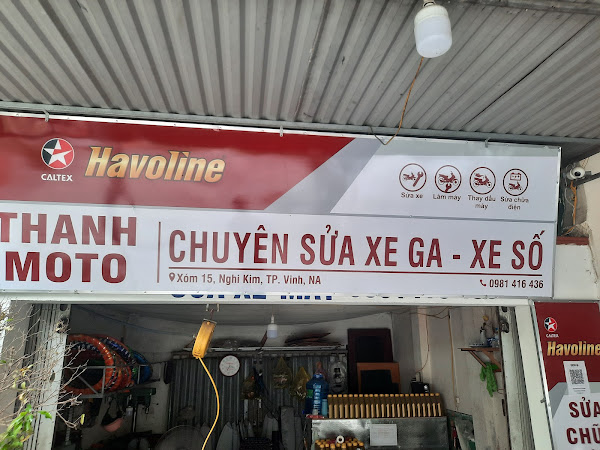 CALTEX
Havoline
Sửa xe
Làm máy
Thay dầu máy
Sửa chữa điện
THANH MOTO
CHUYÊN SỬA XE GA - XE SỐ
Xóm 15, Nghi Kim, TP. Vinh, NA
0981 416 436
CALTEX
Havoline
SỬA
CHỮ